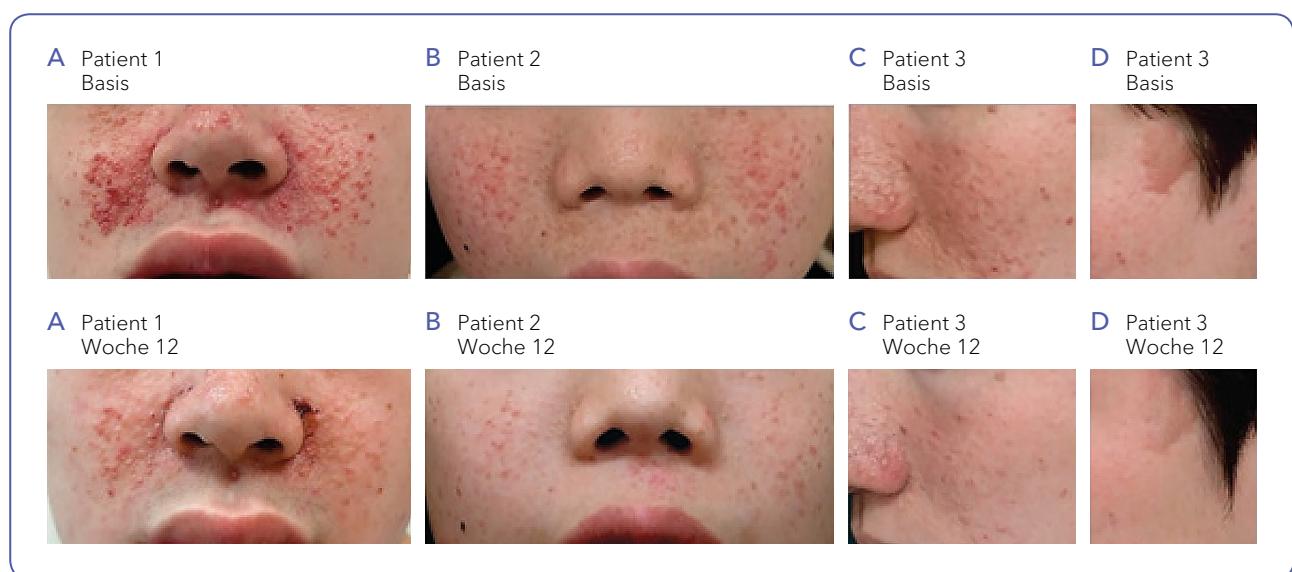 A Patient 1
Basis
B Patient 2
Basis
C Patient 3
Basis
D Patient 3
Basis
A Patient 1
Woche 12
B Patient 2
Woche 12
C Patient 3
Woche 12
D Patient 3
Woche 12